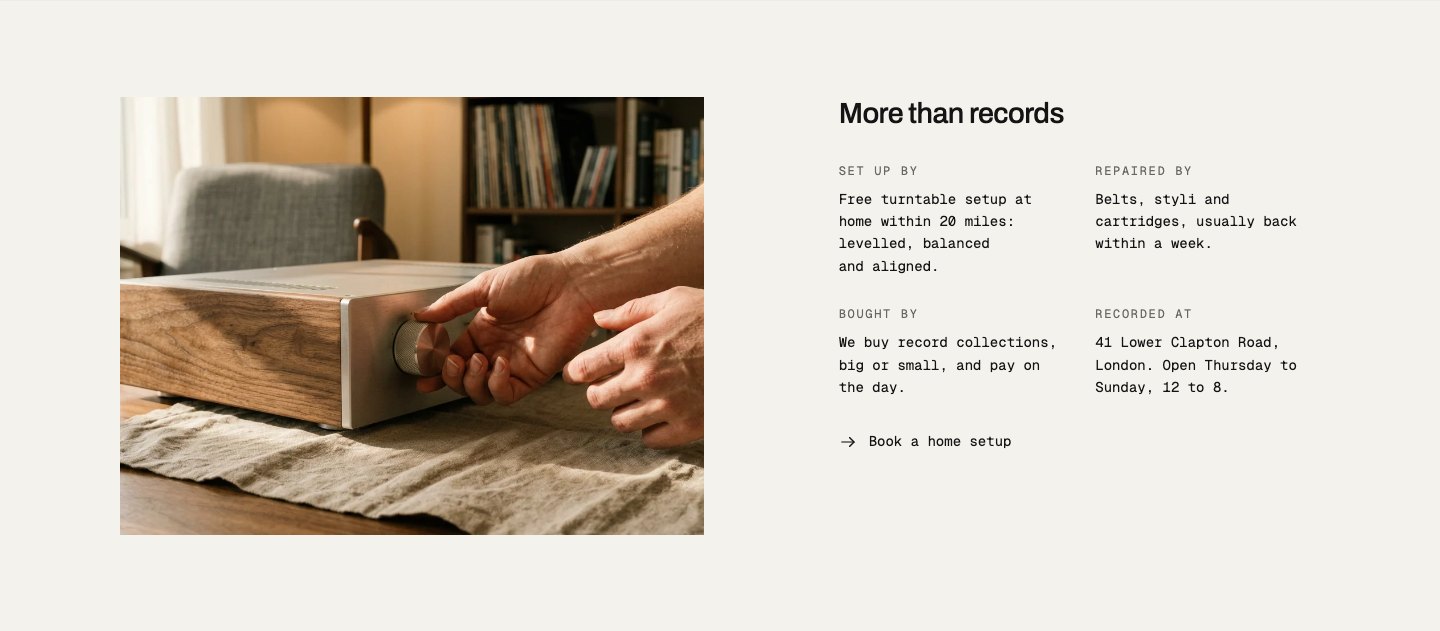 More than records
SET UP BY
Free turntable setup at
home within 20 miles:
levelled, balanced
and aligned.
REPAIRED BY
Belts, styli and
cartridges, usually back
within a week.
BOUGHT BY
We buy record collections,
big or small, and pay on
the day.
RECORDED AT
41 Lower Clapton Road,
London. Open Thursday to
Sunday, 12 to 8.
→ Book a home setup